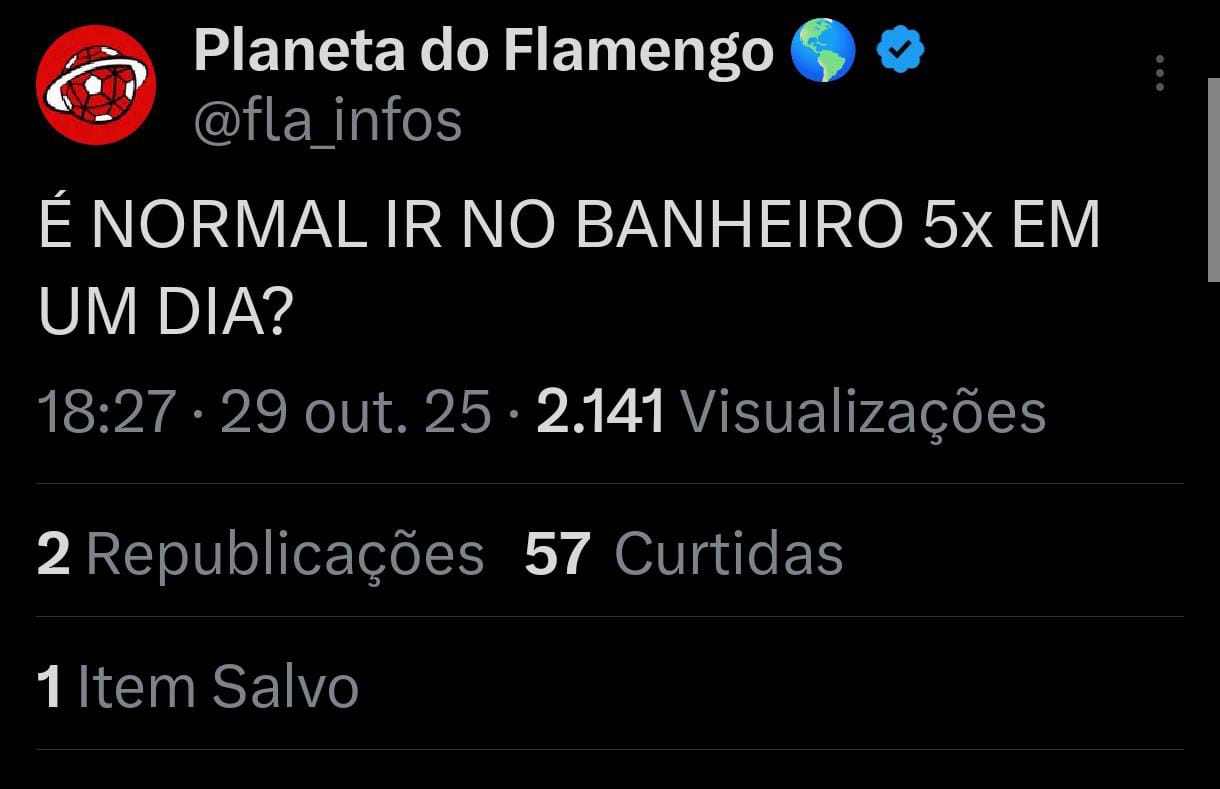 Planeta do Flamengo 🌎
@fla_infos
É NORMAL IR NO BANHEIRO 5x EM
UM DIA?
18:27 · 29 out. 25 · 2.141 Visualizações
2 Republicações 57 Curtidas
1 Item Salvo